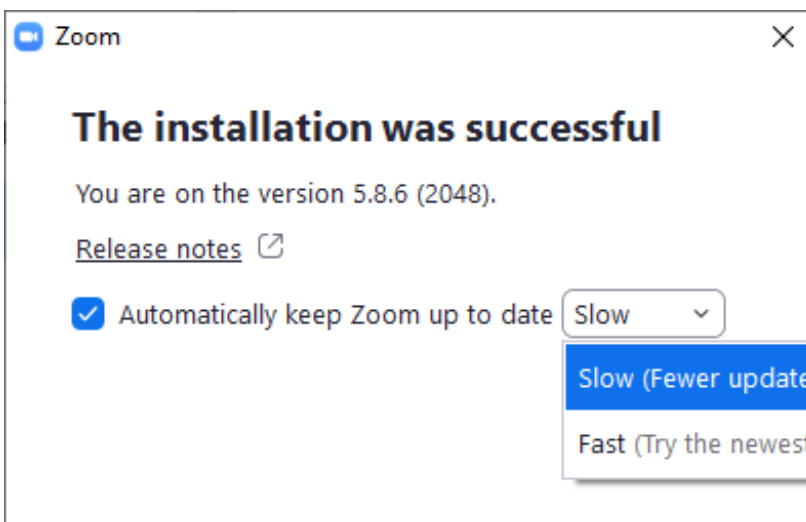 Zoom
The installation was successful
You are on the version 5.8.6 (2048).
Release notes
Automatically keep Zoom up to date Slow
Slow (Fewer update
Fast (Try the newest